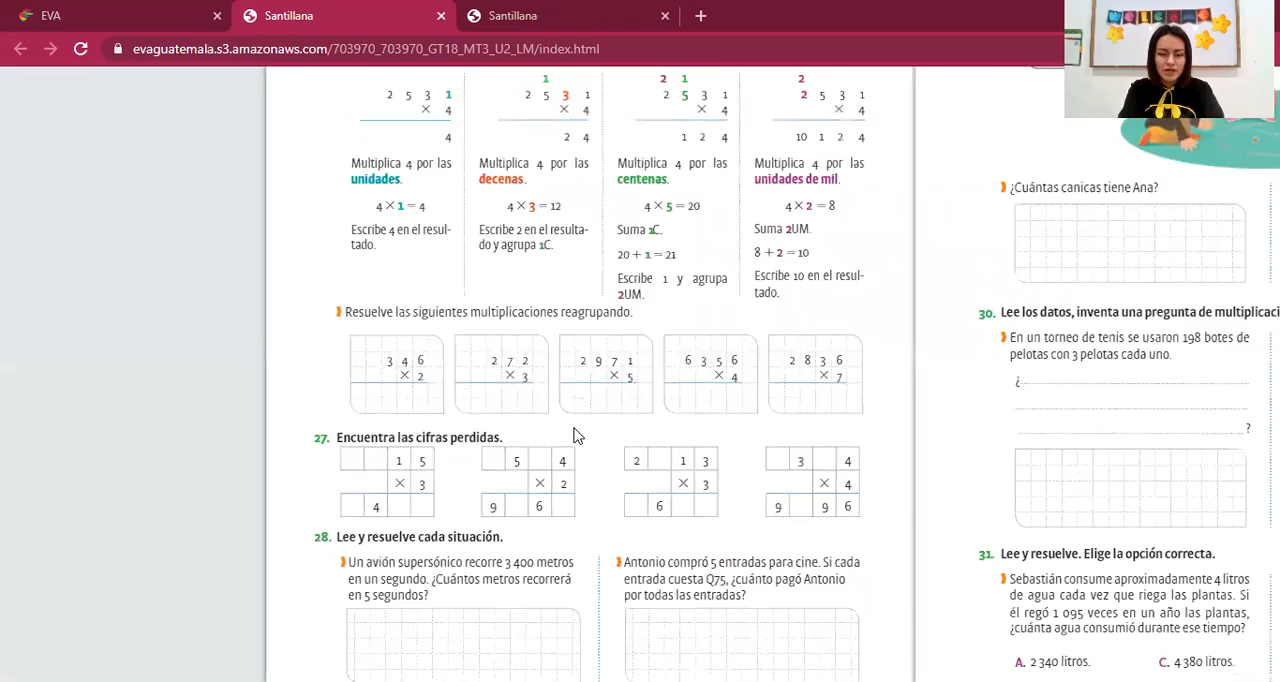 EVA
Santillana
Santillana
evaguatemala.s3.amazonaws.com/703970_703970_GT18_MT3_U2_LM/index.html
2 5 3 1
× 4
4
Multiplica 4 por las
unidades.
4 × 1 = 4
Escribe 4 en el resul-
tado.
1
2 5 3 1
× 4
2 4
Multiplica 4 por las
decenas.
4 × 3 = 12
Escribe 2 en el resulta-
do y agrupa 1C.
2 1
2 5 3 1
× 4
1 2 4
Multiplica 4 por las
centenas.
4 × 5 = 20
Suma 1C.
20 + 1 = 21
Escribe 1 y agrupa
2UM.
2
2 5 3 1
× 4
10 1 2 4
Multiplica 4 por las
unidades de mil.
4 × 2 = 8
Suma 2UM.
8 + 2 = 10
Escribe 10 en el resul-
tado.
Resuelve las siguientes multiplicaciones reagrupando.
3 4 6
× 2
2 7 2
× 3
2 9 7 1
× 5
6 3 5 6
× 4
2 8 3 6
× 7
27. Encuentra las cifras perdidas.
1 5
× 3
4
5 4
× 2
9 6
2 1 3
× 3
6
3 4
× 4
9 9 6
28. Lee y resuelve cada situación.
Un avión supersónico recorre 3 400 metros
en un segundo. ¿Cuántos metros recorrerá
en 5 segundos?
Antonio compró 5 entradas para cine. Si cada
entrada cuesta Q75, ¿cuánto pagó Antonio
por todas las entradas?
¿Cuántas canicas tiene Ana?
30. Lee los datos, inventa una pregunta de multiplicaci
En un torneo de tenis se usaron 198 botes de
pelotas con 3 pelotas cada uno.
¿
?
31. Lee y resuelve. Elige la opción correcta.
Sebastián consume aproximadamente 4 litros
de agua cada vez que riega las plantas. Si
él regó 1 095 veces en un año las plantas,
¿cuánta agua consumió durante ese tiempo?
A. 2 340 litros.
C. 4 380 litros.